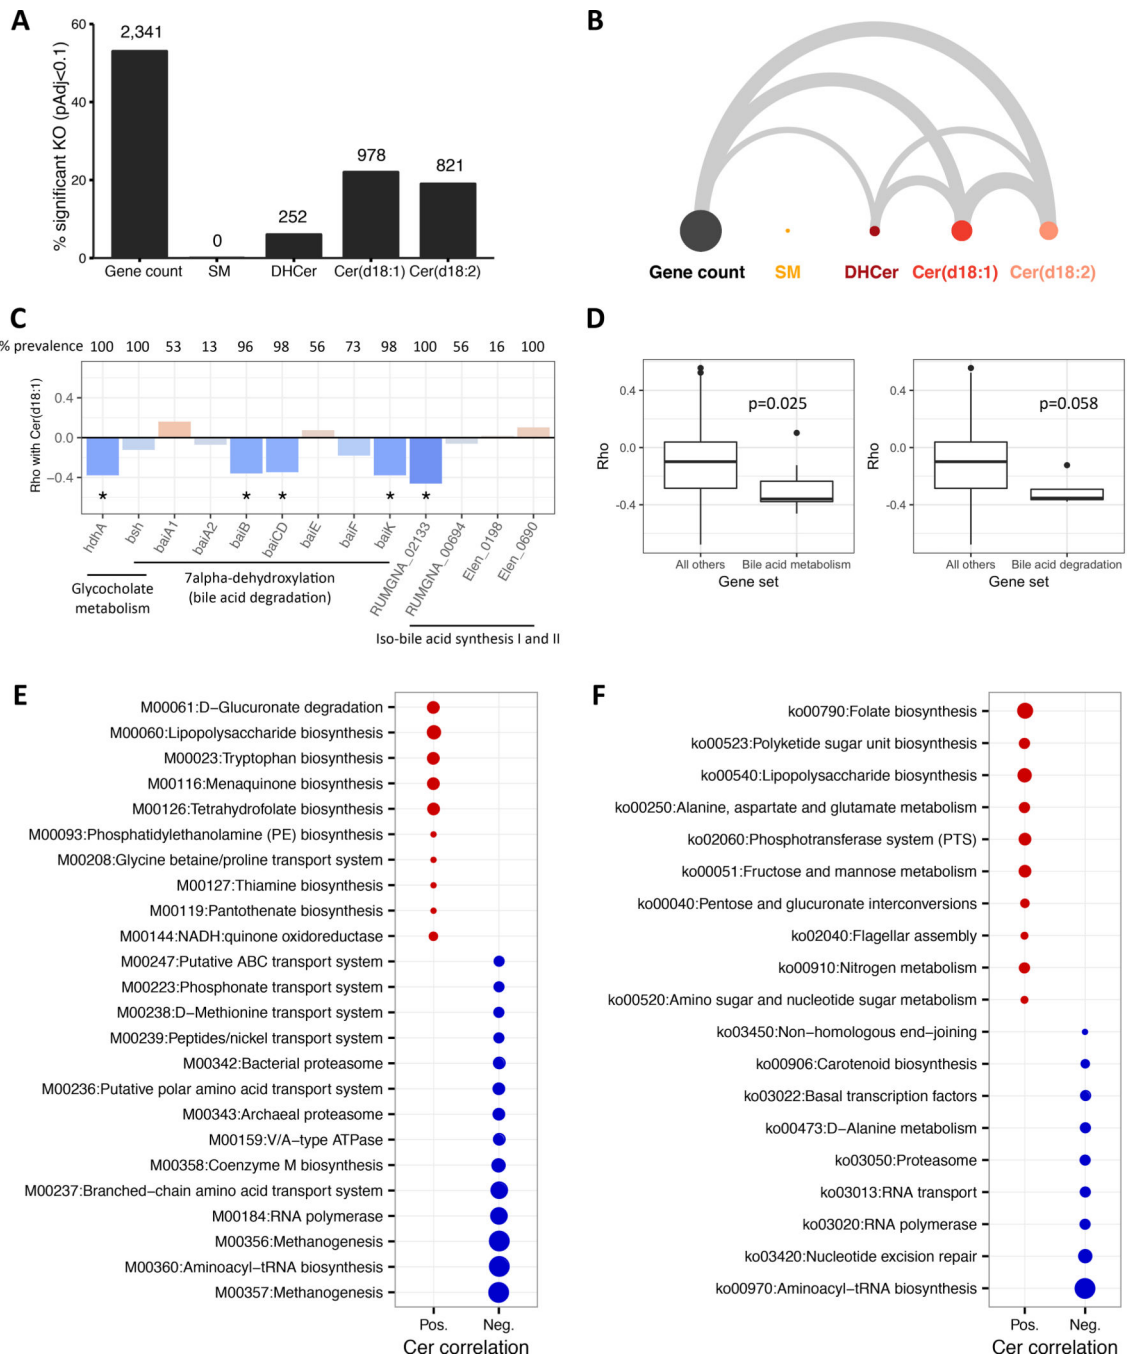 A
% significant KO (pAdj<0.1)
60
40
20
0
2,341
0
252
978
821
Gene count SM DHCer Cer(d18:1) Cer(d18:2)
B
Gene count SM DHCer Cer(d18:1) Cer(d18:2)
C
% prevalence 100 100 53 13 96 98 56 73 98 100 56 16 100
Rho with Cer(d18:1)
0.4
0.0
−0.4
* * * * *
hdhA bsh baiA1 baiA2 baiB baiCD baiE baiF baiK RUMGNA_02133 RUMGNA_00694 Elen_0198 Elen_0690
Glycocholate
metabolism
7alpha-dehydroxylation
(bile acid degradation)
Iso-bile acid synthesis I and II
D
Rho
0.4
0.0
−0.4
p=0.025
All others Bile acid metabolism
Gene set
Rho
0.4
0.0
−0.4
p=0.058
All others Bile acid degradation
Gene set
E
M00061:D−Glucuronate degradation
M00060:Lipopolysaccharide biosynthesis
M00023:Tryptophan biosynthesis
M00116:Menaquinone biosynthesis
M00126:Tetrahydrofolate biosynthesis
M00093:Phosphatidylethanolamine (PE) biosynthesis
M00208:Glycine betaine/proline transport system
M00127:Thiamine biosynthesis
M00119:Pantothenate biosynthesis
M00144:NADH:quinone oxidoreductase
M00247:Putative ABC transport system
M00223:Phosphonate transport system
M00238:D−Methionine transport system
M00239:Peptides/nickel transport system
M00342:Bacterial proteasome
M00236:Putative polar amino acid transport system
M00343:Archaeal proteasome
M00159:V/A−type ATPase
M00358:Coenzyme M biosynthesis
M00237:Branched−chain amino acid transport system
M00184:RNA polymerase
M00356:Methanogenesis
M00360:Aminoacyl−tRNA biosynthesis
M00357:Methanogenesis
Pos. Neg.
Cer correlation
F
ko00790:Folate biosynthesis
ko00523:Polyketide sugar unit biosynthesis
ko00540:Lipopolysaccharide biosynthesis
ko00250:Alanine, aspartate and glutamate metabolism
ko02060:Phosphotransferase system (PTS)
ko00051:Fructose and mannose metabolism
ko00040:Pentose and glucuronate interconversions
ko02040:Flagellar assembly
ko00910:Nitrogen metabolism
ko00520:Amino sugar and nucleotide sugar metabolism
ko03450:Non−homologous end−joining
ko00906:Carotenoid biosynthesis
ko03022:Basal transcription factors
ko00473:D−Alanine metabolism
ko03050:Proteasome
ko03013:RNA transport
ko03020:RNA polymerase
ko03420:Nucleotide excision repair
ko00970:Aminoacyl−tRNA biosynthesis
Pos. Neg.
Cer correlation